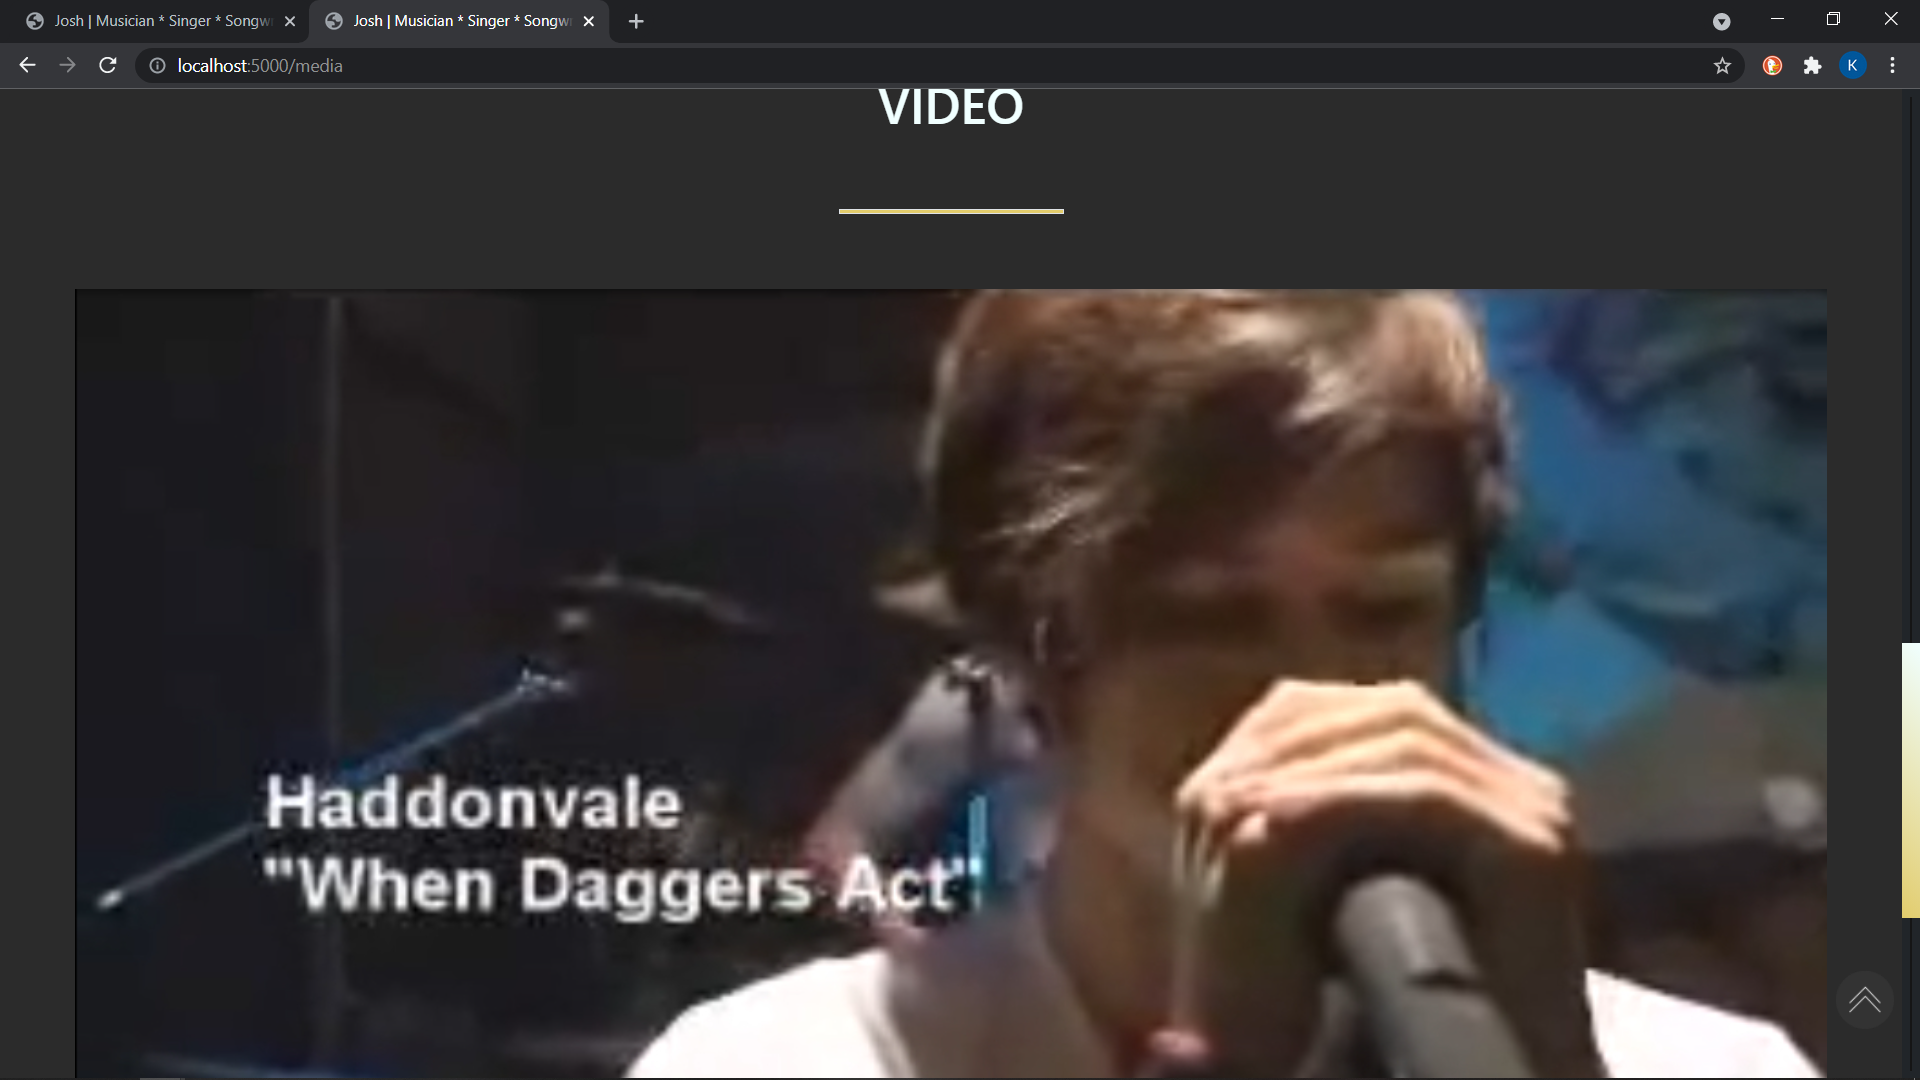 Josh | Musician * Singer * Songw
Josh | Musician * Singer * Songw
localhost:5000/media
K
VIDEO
Haddonvale
"When Daggers Act"